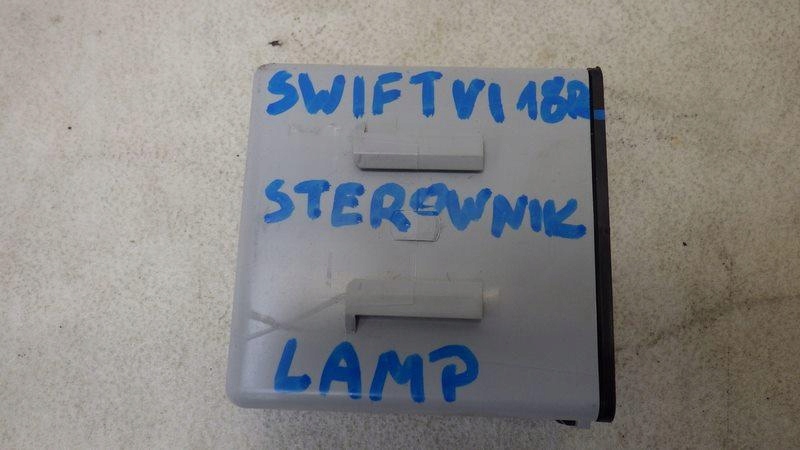 SWIFT VI 18R
STEROWNIK
LAMP